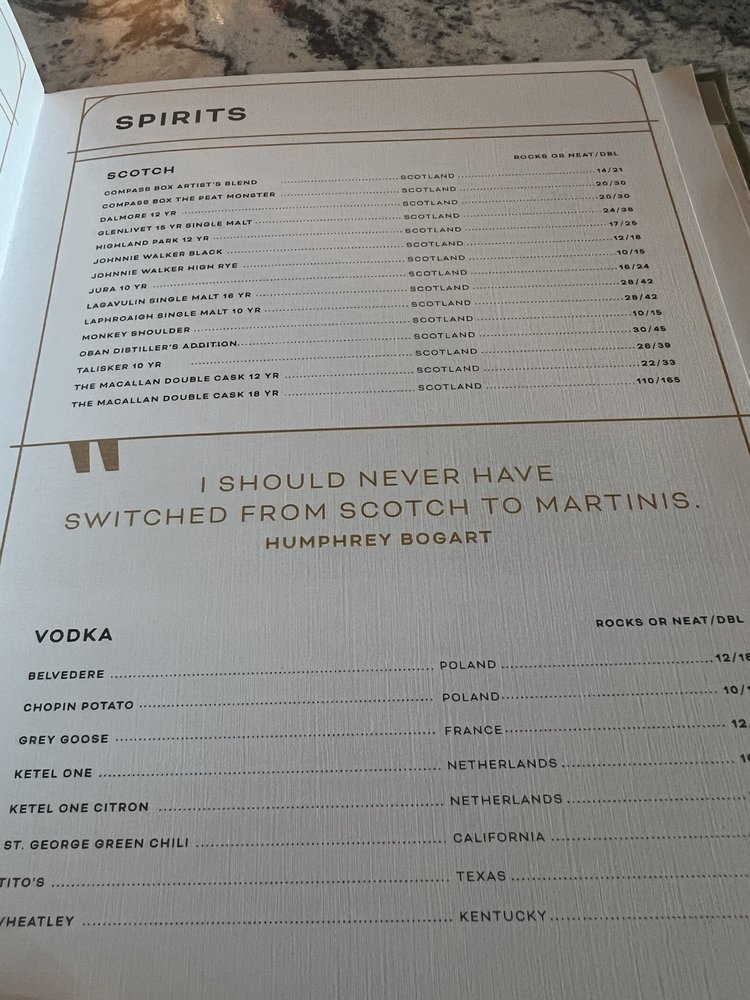 SPIRITS
SCOTCH ROCKS OR NEAT/DBL
COMPASS BOX ARTIST'S BLEND SCOTLAND 14/21
COMPASS BOX THE PEAT MONSTER SCOTLAND 20/30
DALMORE 12 YR SCOTLAND 20/30
GLENLIVET 15 YR SINGLE MALT SCOTLAND 24/36
HIGHLAND PARK 12 YR SCOTLAND 17/25
JOHNNIE WALKER BLACK SCOTLAND 12/18
JOHNNIE WALKER HIGH RYE SCOTLAND 10/15
JURA 10 YR SCOTLAND 16/24
LAGAVULIN SINGLE MALT 16 YR SCOTLAND 28/42
LAPHROAIGH SINGLE MALT 10 YR SCOTLAND 28/42
MONKEY SHOULDER SCOTLAND 10/15
OBAN DISTILLER'S ADDITION SCOTLAND 30/45
TALISKER 10 YR SCOTLAND 26/39
THE MACALLAN DOUBLE CASK 12 YR SCOTLAND 22/33
THE MACALLAN DOUBLE CASK 18 YR SCOTLAND 110/165
"
I SHOULD NEVER HAVE
SWITCHED FROM SCOTCH TO MARTINIS.
HUMPHREY BOGART
VODKA ROCKS OR NEAT/DBL
BELVEDERE POLAND 12/18
CHOPIN POTATO POLAND 10/
GREY GOOSE FRANCE 12
KETEL ONE NETHERLANDS
KETEL ONE CITRON NETHERLANDS
ST. GEORGE GREEN CHILI CALIFORNIA
TITO'S TEXAS
WHEATLEY KENTUCKY